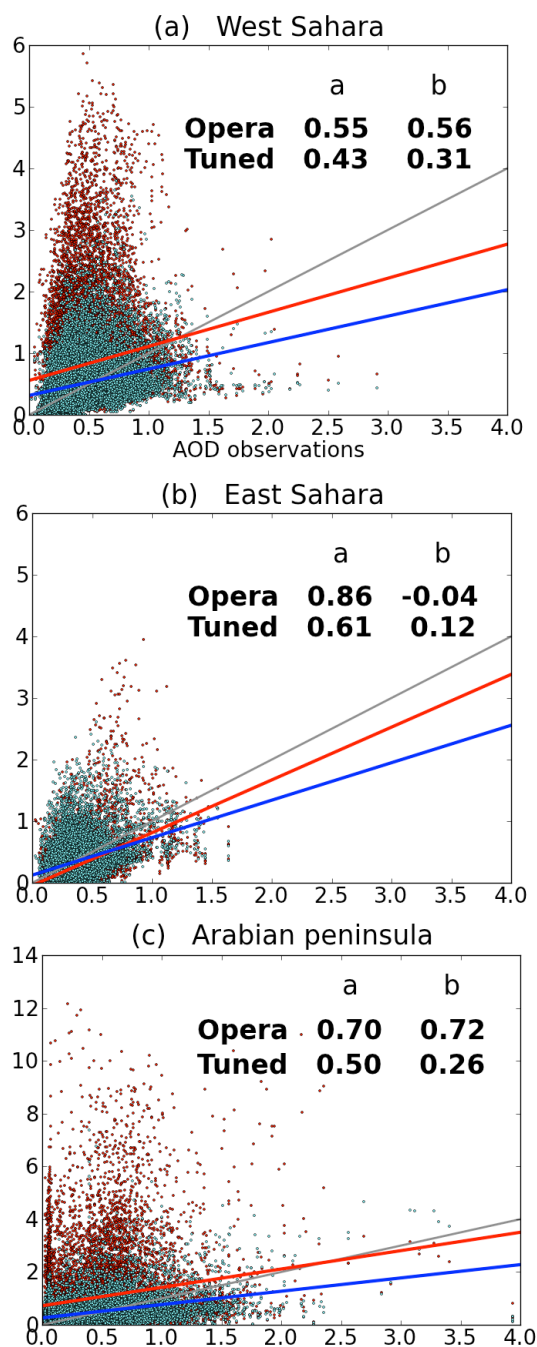 (a) West Sahara
6
5
4
3
2
1
0
a b
Opera 0.55 0.56
Tuned 0.43 0.31
0.0 0.5 1.0 1.5 2.0 2.5 3.0 3.5 4.0
AOD observations
(b) East Sahara
6
5
4
3
2
1
0
a b
Opera 0.86 -0.04
Tuned 0.61 0.12
0.0 0.5 1.0 1.5 2.0 2.5 3.0 3.5 4.0
(c) Arabian peninsula
14
12
10
8
6
4
2
0
a b
Opera 0.70 0.72
Tuned 0.50 0.26
0.0 0.5 1.0 1.5 2.0 2.5 3.0 3.5 4.0